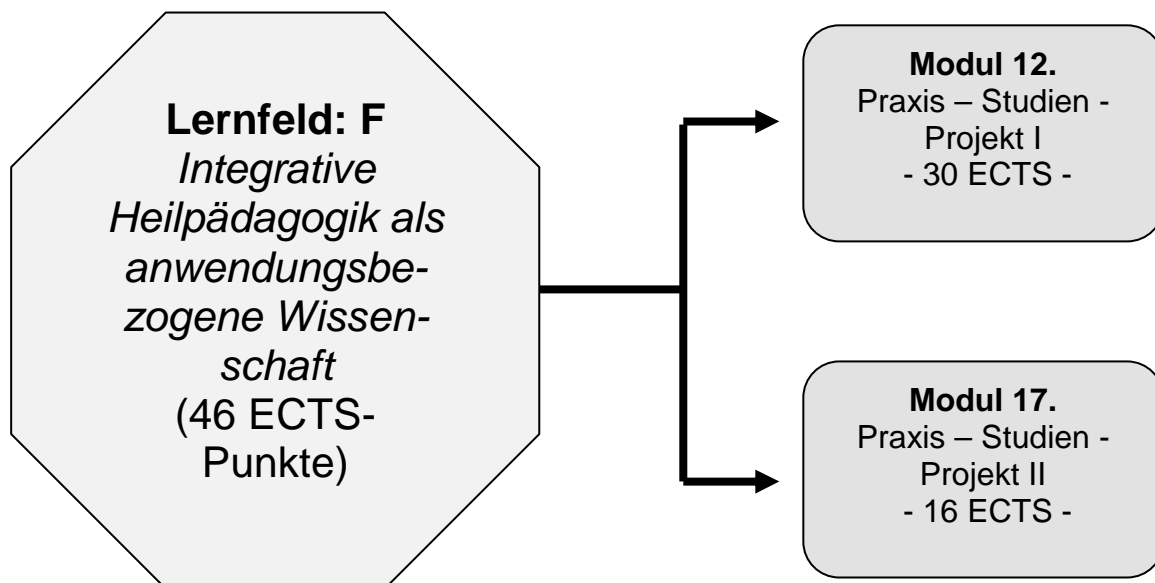 Lernfeld: F
Integrative
Heilpädagogik als
anwendungsbe-
zogene Wissen-
schaft
(46 ECTS-
Punkte)
Modul 12.
Praxis – Studien -
Projekt I
- 30 ECTS -
Modul 17.
Praxis – Studien -
Projekt II
- 16 ECTS -